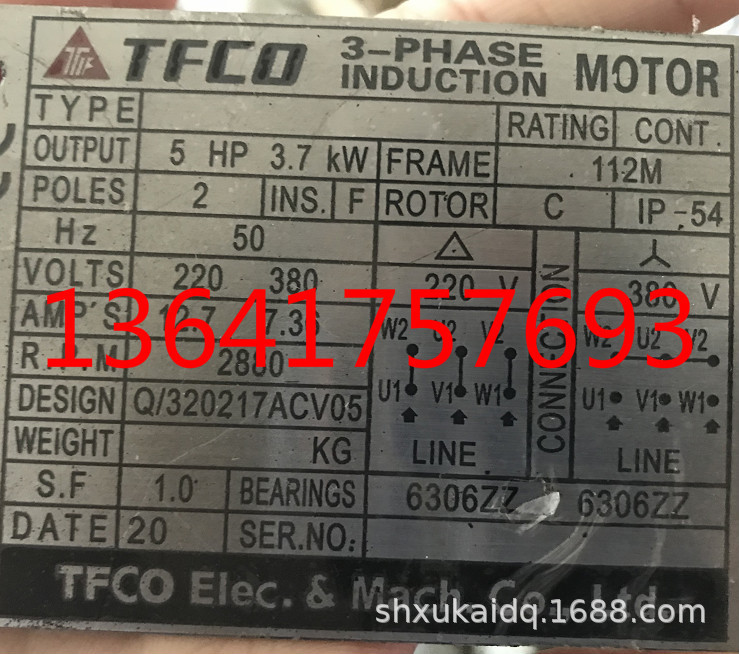 TFCO 3-PHASE INDUCTION MOTOR
TYPE RATING CONT.
OUTPUT 5 HP 3.7 kW FRAME 112M
POLES 2 INS. F ROTOR C IP-54
Hz 50 △ CONNECTION 人
VOLTS 220 380 220 V 380 V
AMP'S
13641757693
W2 U2 V2 W2 U2 V2
R.P.M
DESIGN Q/320217ACV05 U1 V1 W1 U1 V1 W1
WEIGHT KG LINE LINE
S.F 1.0 BEARINGS 6306ZZ 6306ZZ
DATE 20 SER.NO:
TFCO Elec. & Mach. Co., Ltd.
shxukaidq.1688.com